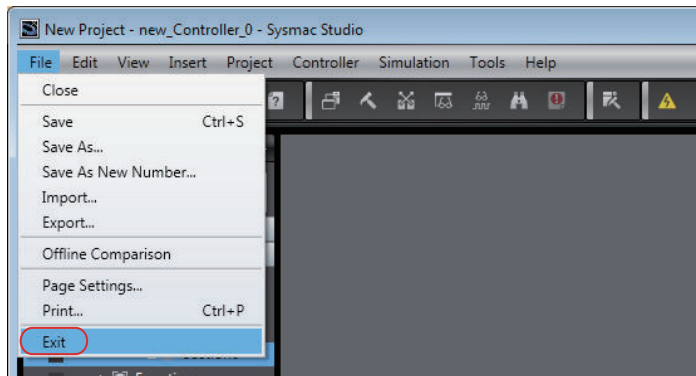 New Project - new_Controller_0 - Sysmac Studio
File Edit View Insert Project Controller Simulation Tools Help
Close
Save Ctrl+S
Save As...
Save As New Number...
Import...
Export...
Offline Comparison
Page Settings...
Print... Ctrl+P
Exit